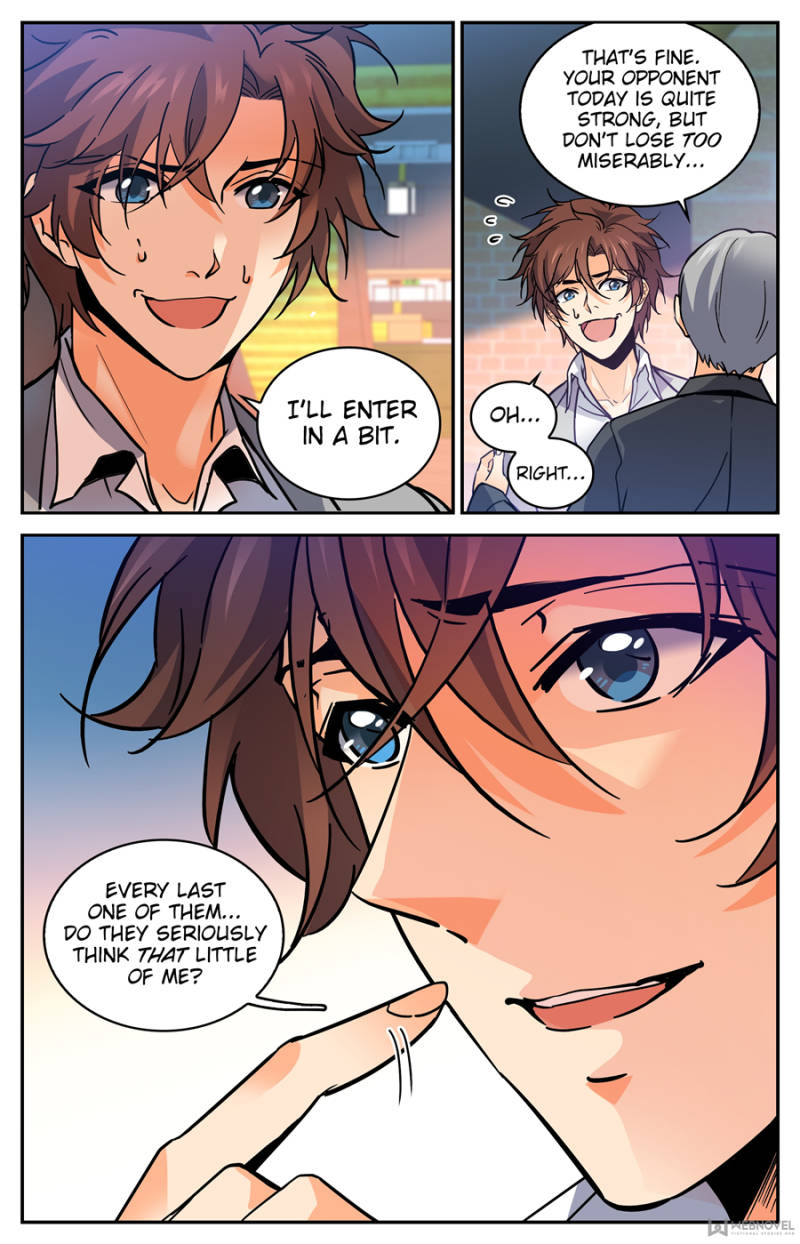 I'LL ENTER
IN A BIT.
THAT'S FINE.
YOUR OPPONENT
TODAY IS QUITE
STRONG, BUT
DON'T LOSE TOO
MISERABLY...
OH...
RIGHT...
EVERY LAST
ONE OF THEM...
DO THEY SERIOUSLY
THINK THAT LITTLE
OF ME?
WEBNOVEL